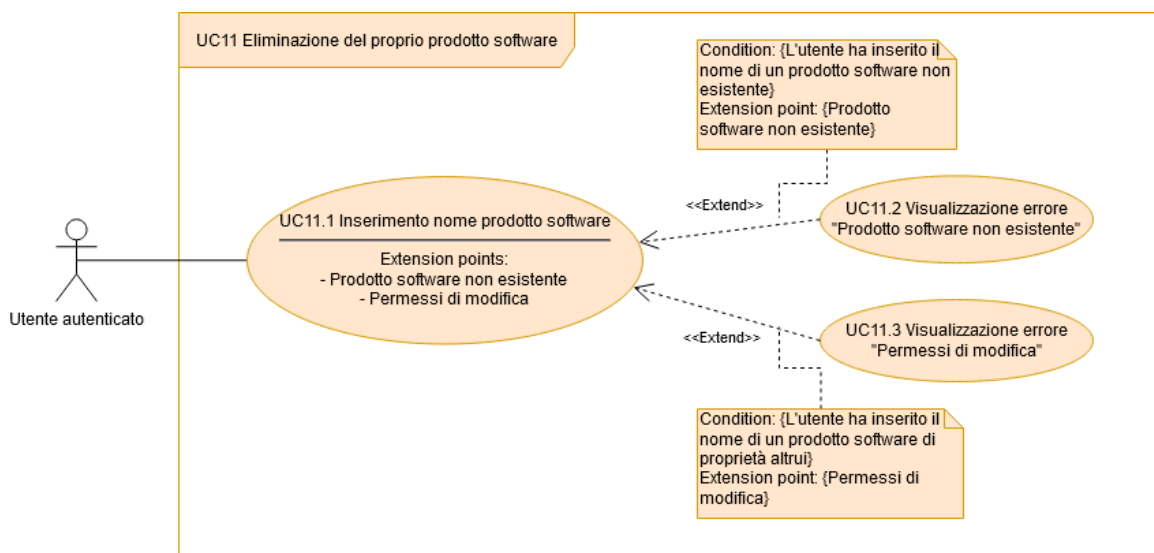 UC11 Eliminazione del proprio prodotto software
Condition: {L'utente ha inserito il
nome di un prodotto software non
esistente}
Extension point: {Prodotto
software non esistente}
<<Extend>>
UC11.2 Visualizzazione errore
"Prodotto software non esistente"
UC11.1 Inserimento nome prodotto software
Extension points:
- Prodotto software non esistente
- Permessi di modifica
Utente autenticato
<<Extend>>
UC11.3 Visualizzazione errore
"Permessi di modifica"
Condition: {L'utente ha inserito il
nome di un prodotto software di
proprietà altrui}
Extension point: {Permessi di
modifica}